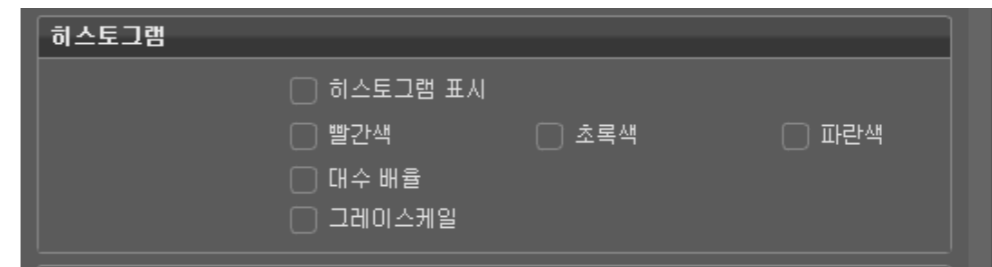 히스토그램
히스토그램 표시
빨간색 초록색 파란색
대수 배율
그레이스케일